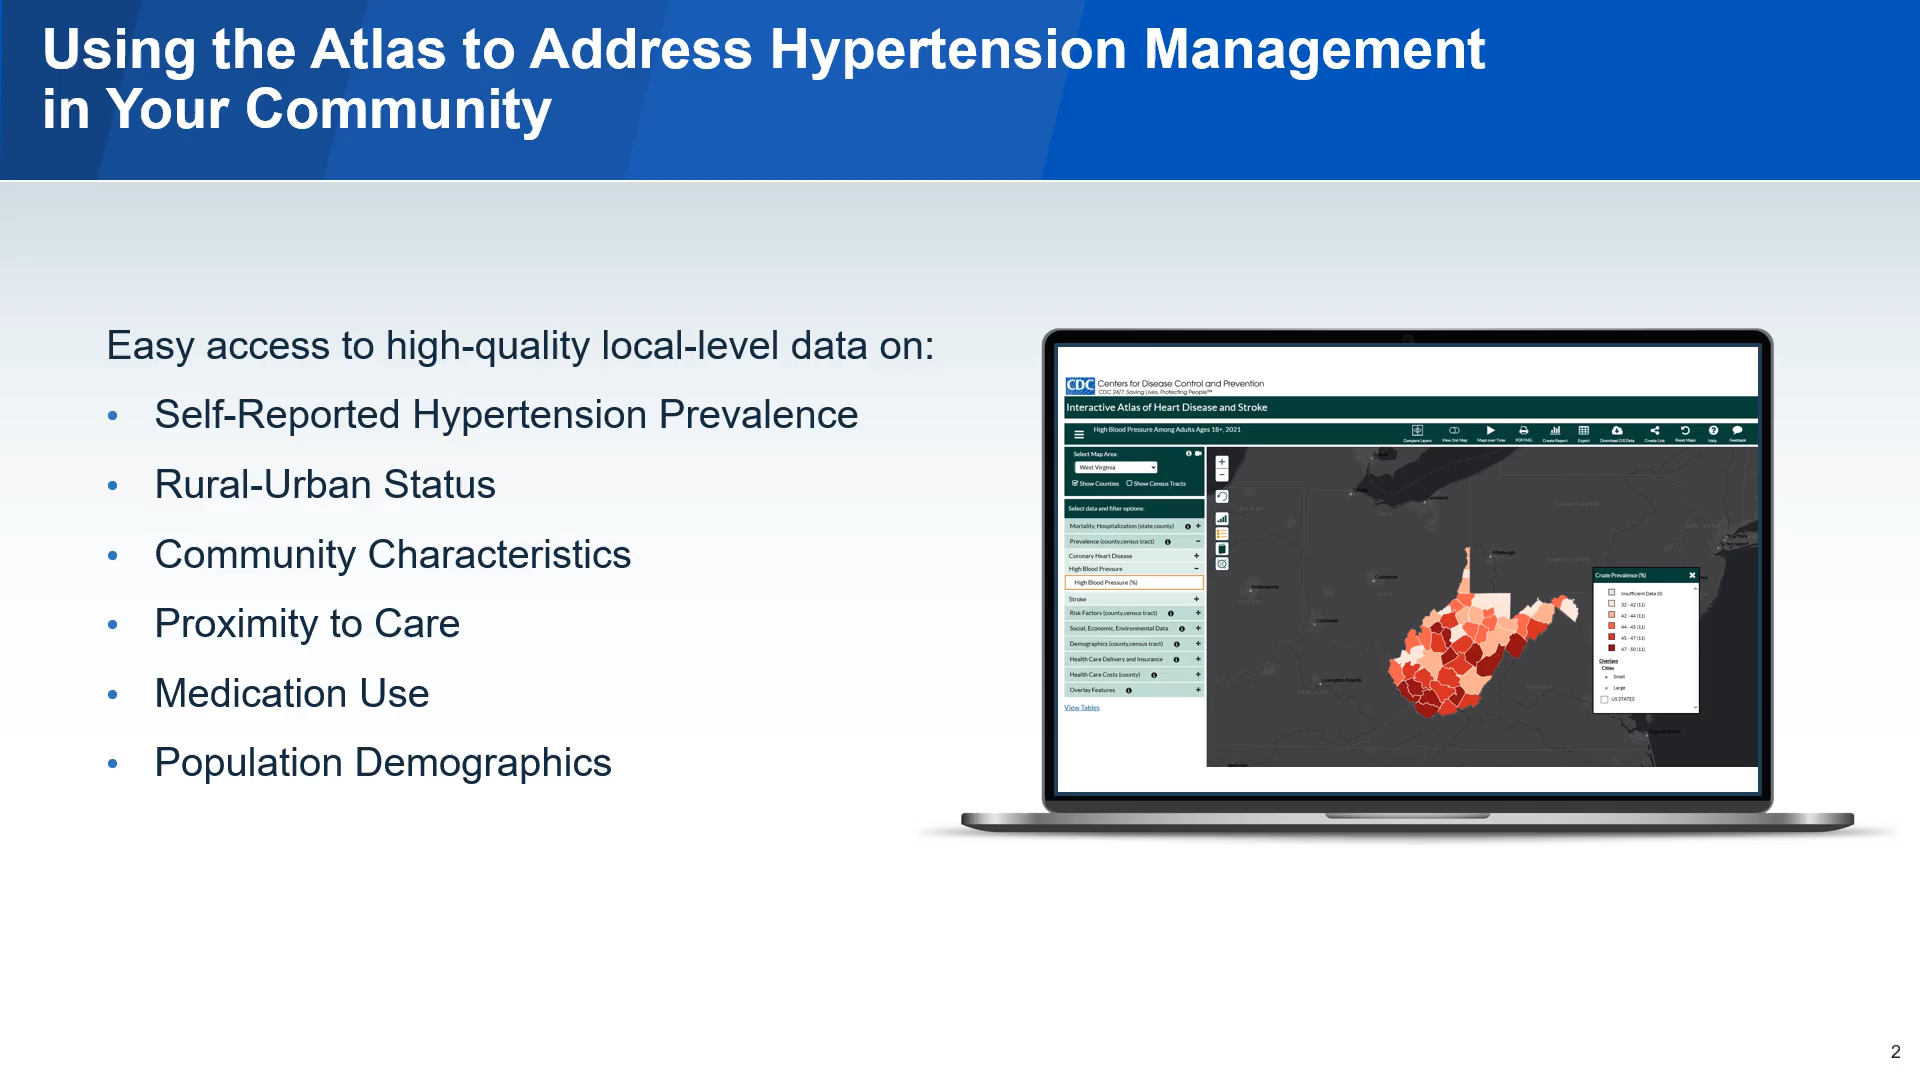 Using the Atlas to Address Hypertension Management
in Your Community
Easy access to high-quality local-level data on:
• Self-Reported Hypertension Prevalence
• Rural-Urban Status
• Community Characteristics
• Proximity to Care
• Medication Use
• Population Demographics
CDC Centers for Disease Control and Prevention
CDC 24/7: Saving Lives, Protecting People™
Interactive Atlas of Heart Disease and Stroke
High Blood Pressure Among Adults Ages 18+, 2021
Compare Layers View 2nd Map Maps over Time PDF/IMG Create Report Export Download GIS Data Create Link Reset Maps Help Feedback
Select Map Area:
West Virginia
Show Counties Show Census Tracts
Select data and filter options:
Mortality, Hospitalization (state,county)
Prevalence (county,census tract)
Coronary Heart Disease
High Blood Pressure
High Blood Pressure (%)
Stroke
Risk Factors (county,census tract)
Social, Economic, Environmental Data
Demographics (county,census tract)
Health Care Delivery and Insurance
Health Care Costs (county)
Overlay Features
View Tables
Pittsburgh
Columbus
Indianapolis
Cincinnati
Lexington-Fayette
Crude Prevalence (%)
Insufficient Data (0)
32 - 42 (11)
42 - 44 (11)
44 - 45 (11)
45 - 47 (11)
47 - 50 (11)
Overlays
Cities
Small
Large
US STATES
2